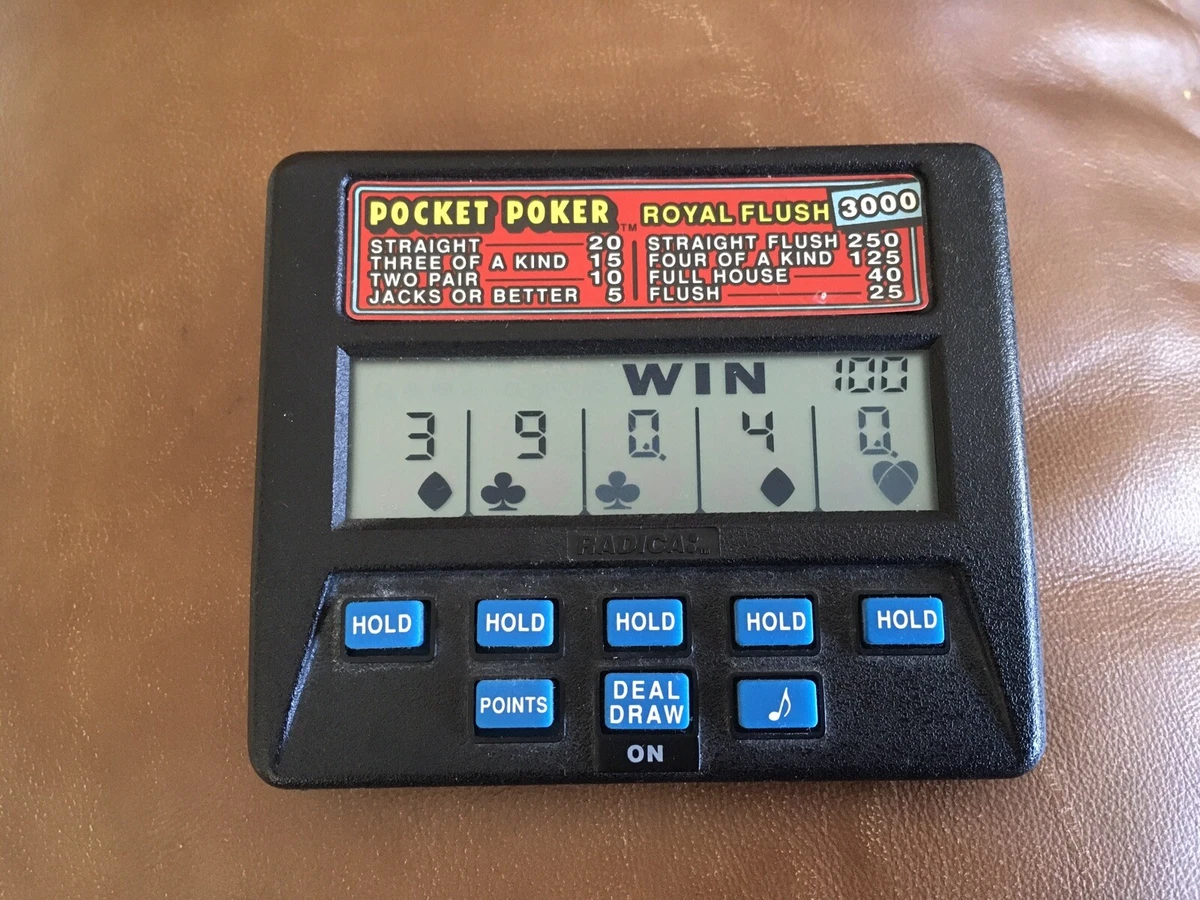 POCKET POKER™ ROYAL FLUSH 3000
STRAIGHT 20
THREE OF A KIND 15
TWO PAIR 10
JACKS OR BETTER 5
STRAIGHT FLUSH 250
FOUR OF A KIND 125
FULL HOUSE 40
FLUSH 25
WIN 100
3 9 Q 4 Q
RADICA:
HOLD HOLD HOLD HOLD HOLD
POINTS
DEAL
DRAW
ON